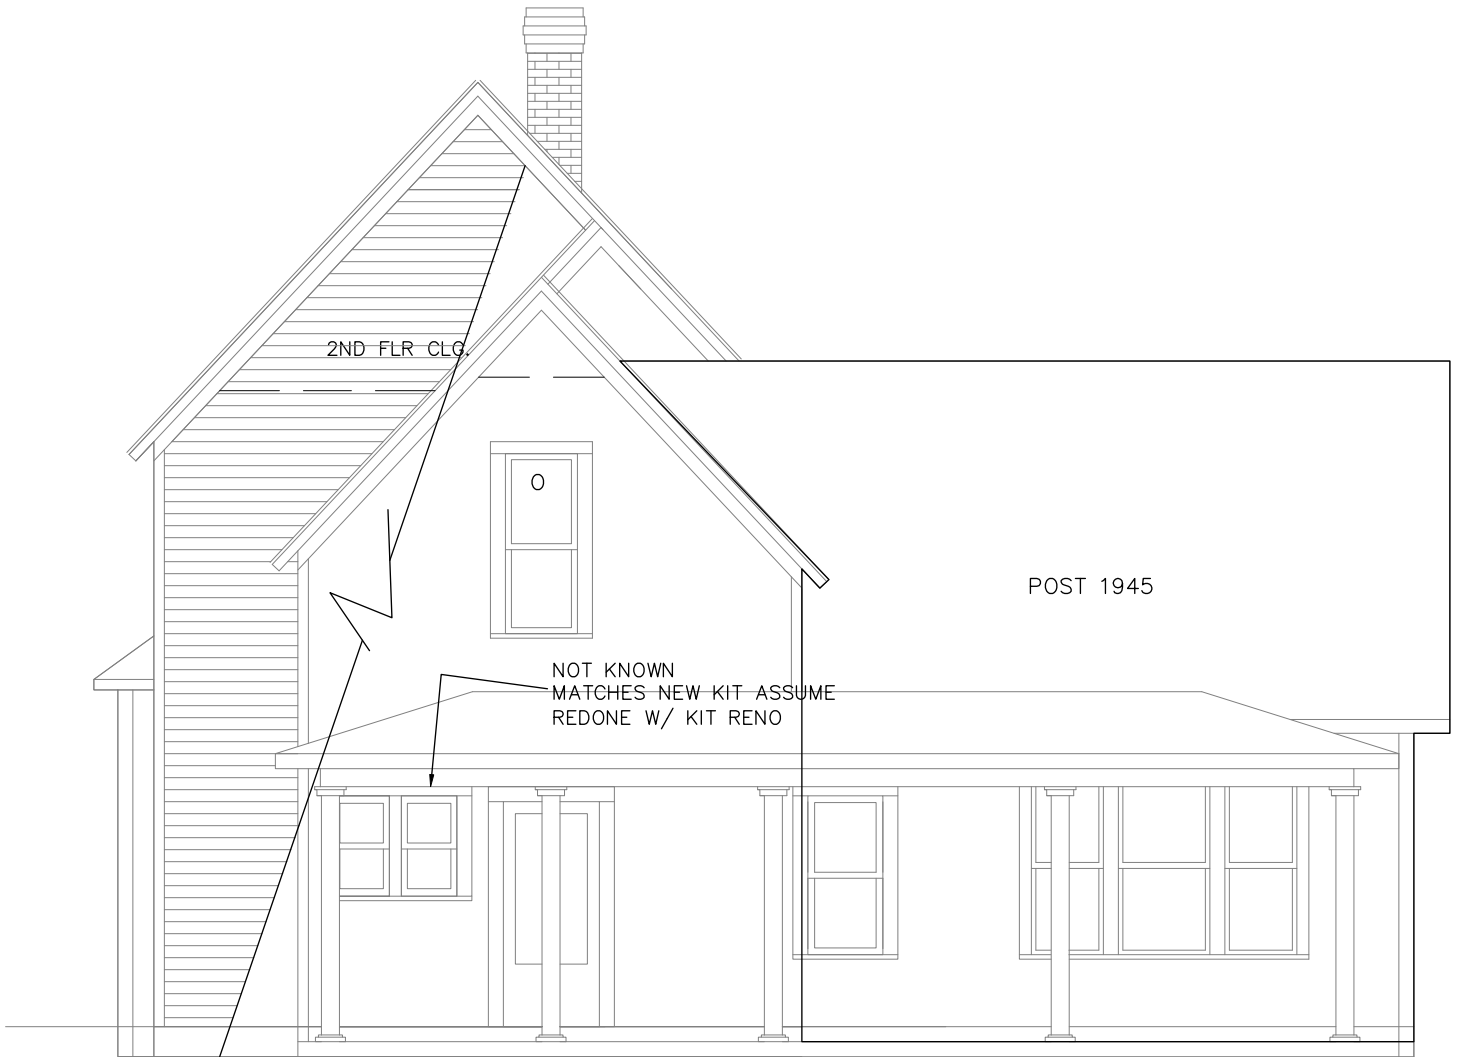 2ND FLR CLG.
O
POST 1945
NOT KNOWN
MATCHES NEW KIT ASSUME
REDONE W/ KIT RENO